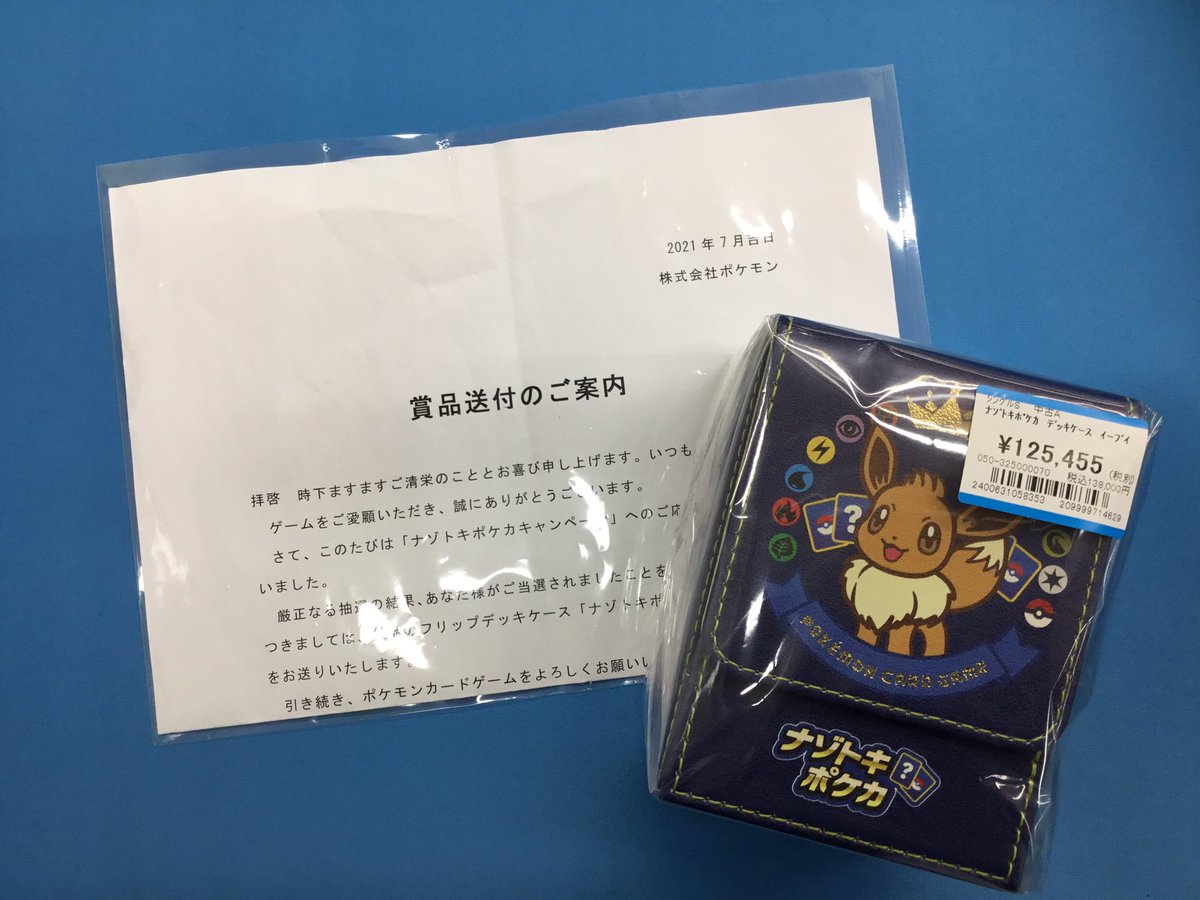 2021年7月吉日
株式会社ポケモン
賞品送付のご案内
拝啓 時下ますますご清栄のこととお喜び申し上げます。いつも
ゲームをご愛顧いただき、誠にありがとうございます。
さて、このたびは「ナゾトキポケカキャンペーン」へのご応
いました。
厳正なる抽選の結果、あなた様がご当選されましたことを
つきましては、 フリップデッキケース「ナゾトキポ
をお送りいたします。
引き続き、ポケモンカードゲームをよろしくお願いい
シングルS 中古A
ナゾトキポケカ デッキケース イーブイ
¥125,455 (税別)
050-325000070 税込138,000円
2400631058353 209999714629
?
POKÉMON CARD GAME
ナゾトキ
ポケカ
?